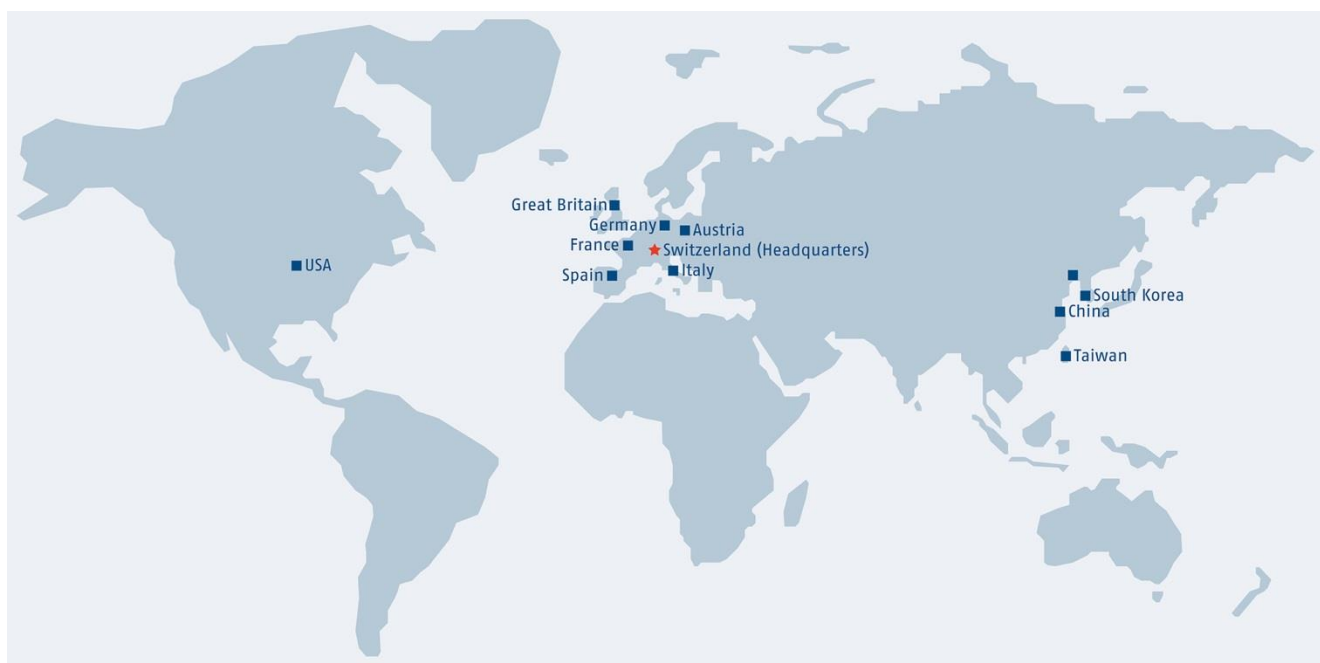 Great Britain
Germany
Austria
France
Switzerland (Headquarters)
USA
Italy
Spain
South Korea
China
Taiwan